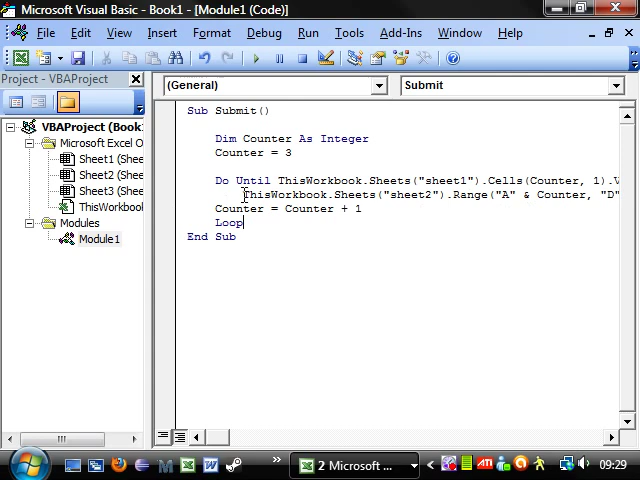 Microsoft Visual Basic - Book1 - [Module1 (Code)]
File Edit View Insert Format Debug Run Tools Add-Ins Window Help
Project - VBAProject
(General) Submit
VBAProject (Book
Microsoft Excel O
Sheet1 (Shee
Sheet2 (Shee
Sheet3 (Shee
ThisWorkbook
Modules
Module1
Sub Submit()
Dim Counter As Integer
Counter = 3
Do Until ThisWorkbook.Sheets("sheet1").Cells(Counter, 1).V
ThisWorkbook.Sheets("sheet2").Range("A" & Counter, "D"
Counter = Counter + 1
Loop
End Sub
2 Microsoft ... ATI 09:29